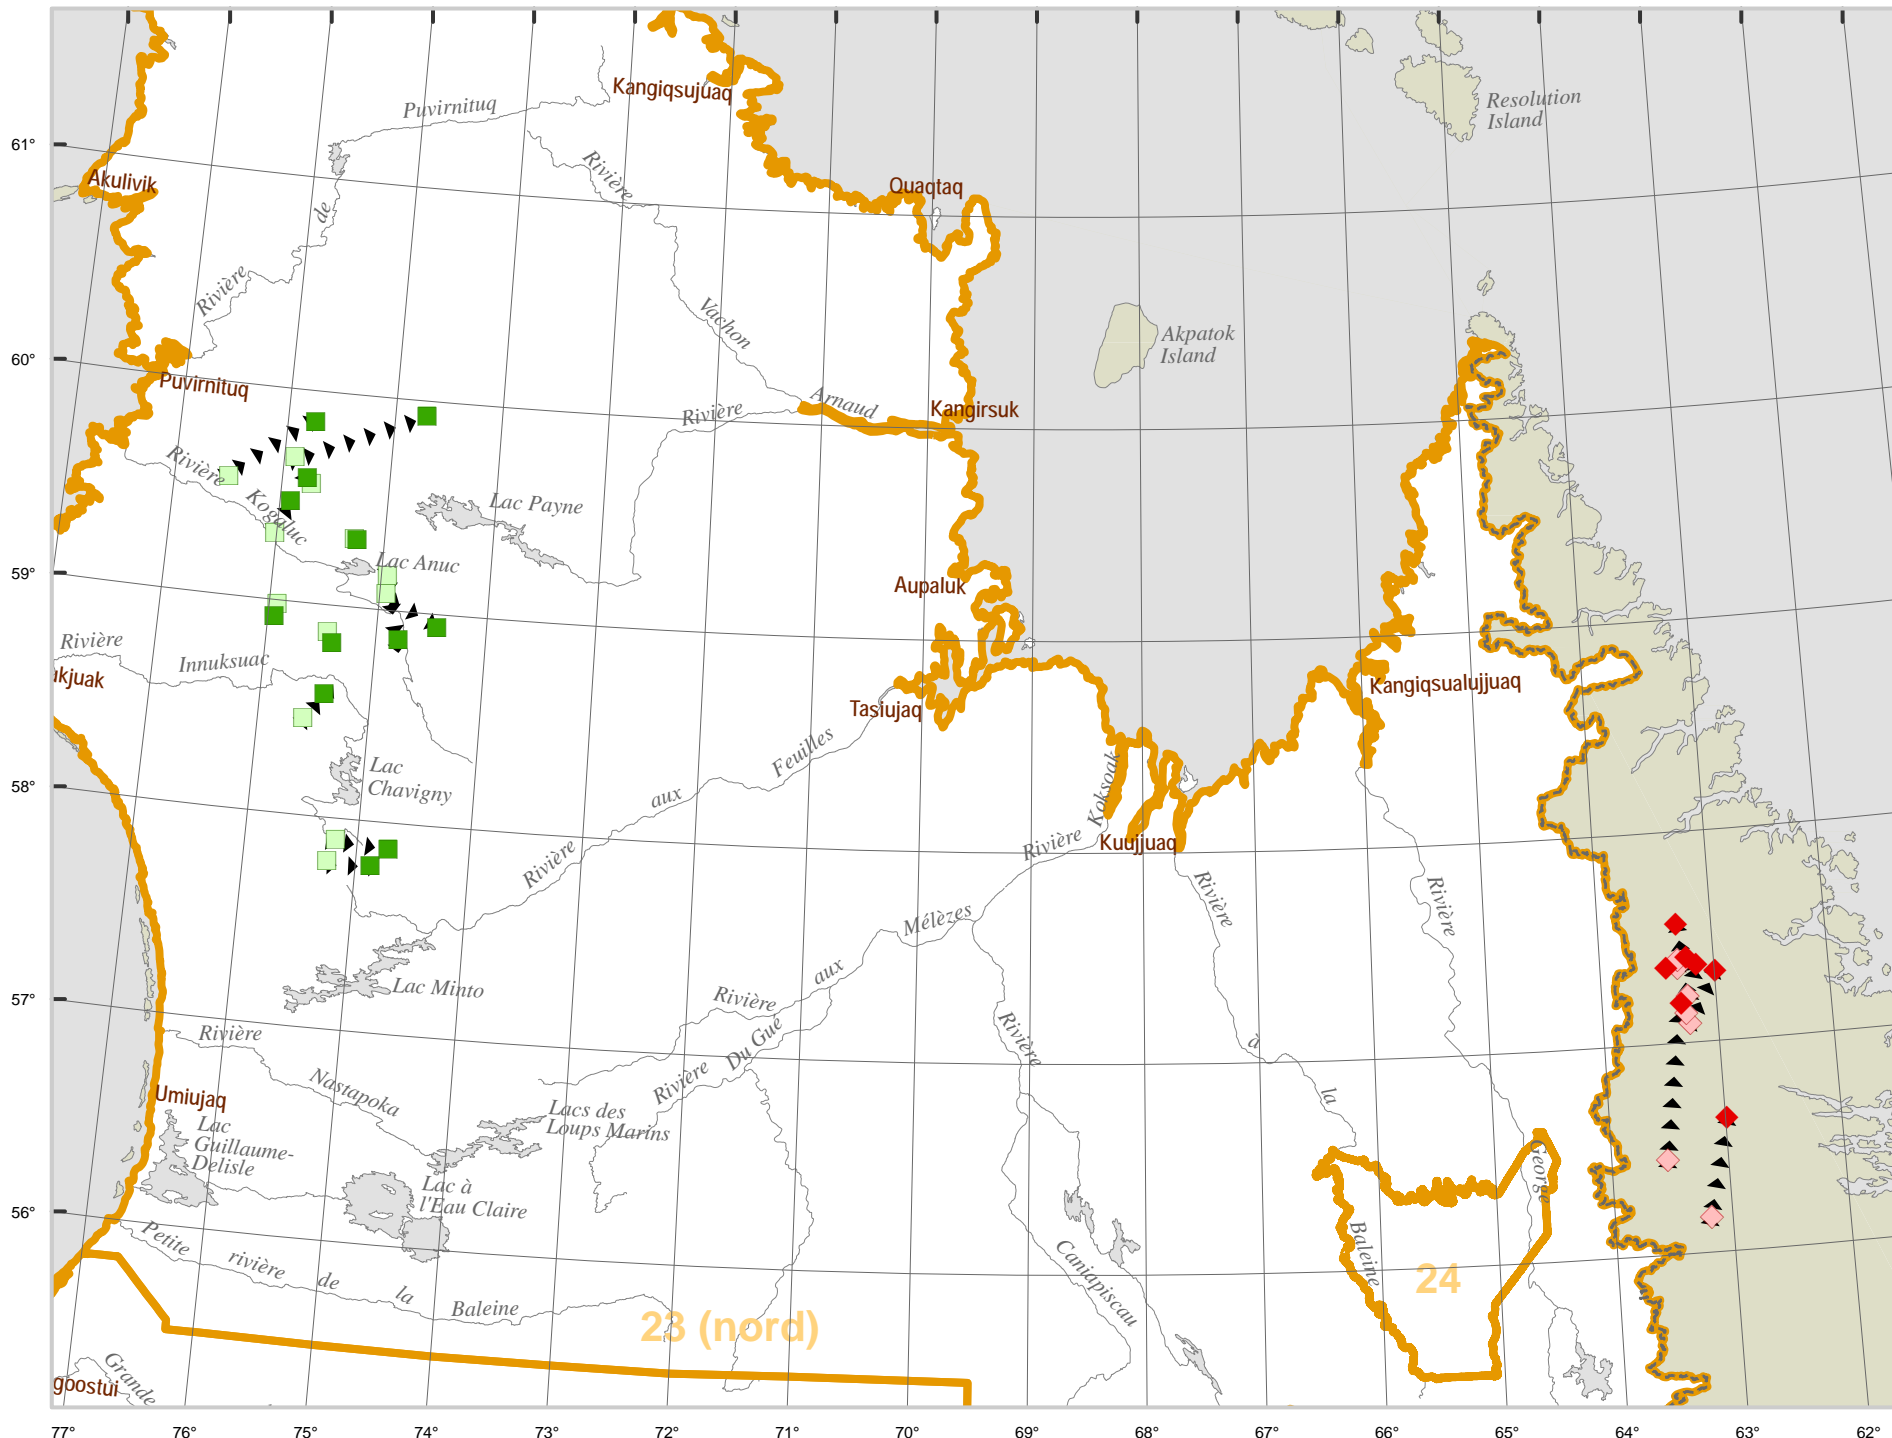 Kangiqsujuaq
Puvirnituq
Resolution
Island
61°
Akulivik
Rivière
Quaqtaq
de
Rivière
Vachon
Akpatok
Island
60°
Puvirnituq
Rivière
Arnaud
Kangirsuk
Rivière
Kogaluc
Lac Payne
Lac Anuc
59°
Aupaluk
Rivière
Innuksuac
ukjuak
Kangiqsualujjuaq
Tasiujaq
Feuilles
58°
Lac
Chavigny
aux
Koksoak
Rivière
Kuujjuaq
Rivière
Rivière
Rivière
Mélèzes
aux
57°
Lac Minto
Rivière
Rivière
Rivière
Du Gué
à
Nastapoka
Rivière
la
Umiujaq
Lac
Guillaume-
Delisle
Lacs des
Loups Marins
George
Lac à
l'Eau Claire
56°
Petite
rivière
de
la
Baleine
Caniapiscau
Baleine
24
23 (nord)
Grande
gpostui
77°
76°
75°
74°
73°
72°
71°
70°
69°
68°
67°
66°
65°
64°
63°
62°